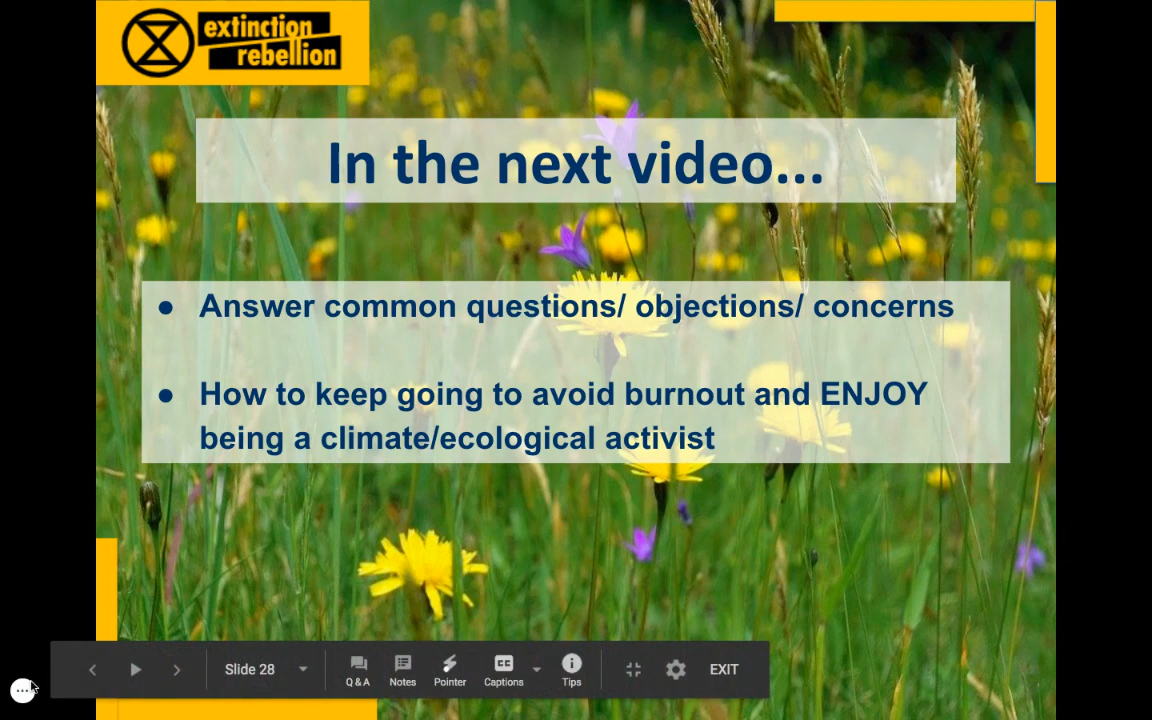 extinction
rebellion
In the next video...
● Answer common questions/ objections/ concerns
● How to keep going to avoid burnout and ENJOY
being a climate/ecological activist
Slide 28
Q & A
Notes
Pointer
CC
Captions
Tips
EXIT